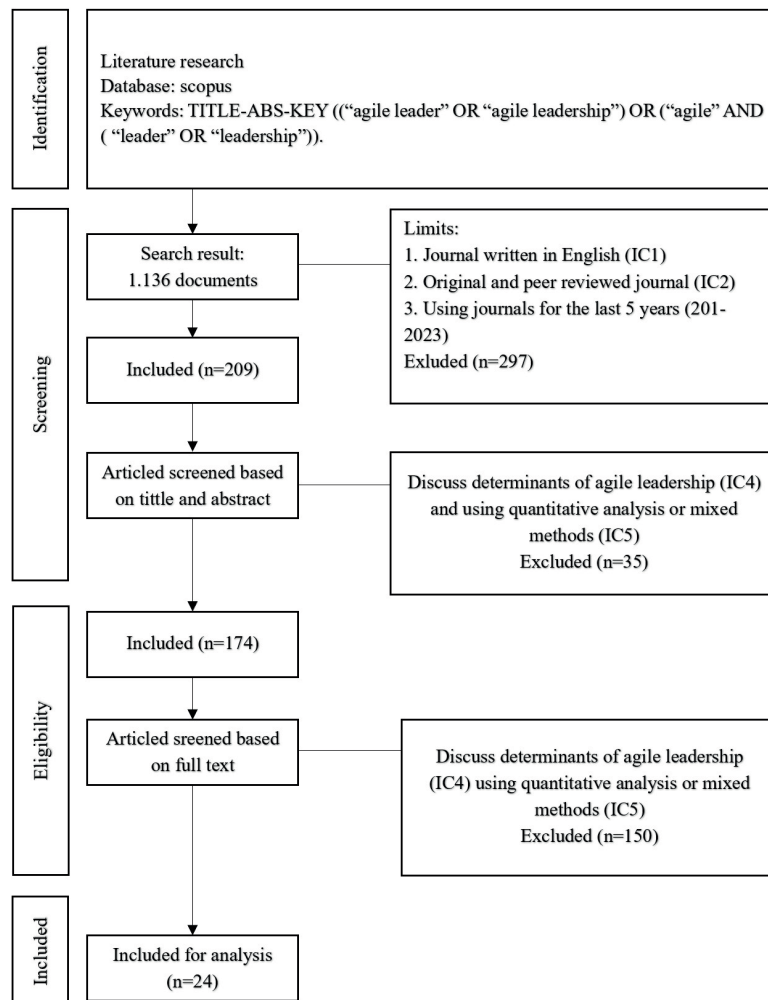 Identification
Literature research
Database: scopus
Keywords: TITLE-ABS-KEY ((“agile leader” OR “agile leadership”) OR (“agile” AND
( “leader” OR “leadership”)).
Screening
Search result:
1.136 documents
Limits:
1. Journal written in English (IC1)
2. Original and peer reviewed journal (IC2)
3. Using journals for the last 5 years (201-
2023)
Exluded (n=297)
Included (n=209)
Articled screened based
on tittle and abstract
Discuss determinants of agile leadership (IC4)
and using quantitative analysis or mixed
methods (IC5)
Excluded (n=35)
Eligibility
Included (n=174)
Articled sreened based
on full text
Discuss determinants of agile leadership
(IC4) using quantitative analysis or mixed
methods (IC5)
Excluded (n=150)
Included
Included for analysis
(n=24)